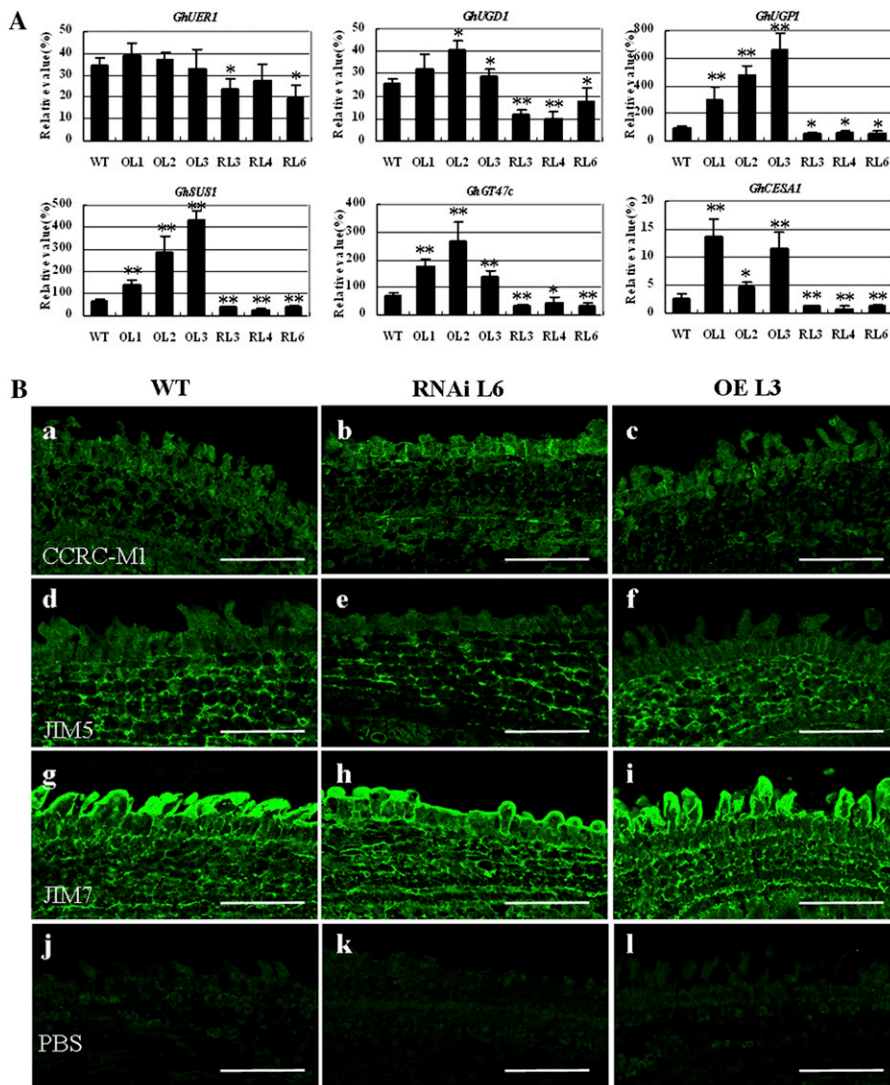 A
GhUER1
Relative value(%)
50
40
30
20
10
0
* *
WT OL1 OL2 OL3 RL3 RL4 RL6
GhUGD1
Relative value(%)
50
40
30
20
10
0
* * ** ** *
WT OL1 OL2 OL3 RL3 RL4 RL6
GhUGP1
Relative value(%)
800
600
400
200
0
** ** ** * * *
WT OL1 OL2 OL3 RL3 RL4 RL6
GhSUS1
Relative value(%)
500
400
300
200
100
0
** ** ** ** ** **
WT OL1 OL2 OL3 RL3 RL4 RL6
GhGT47c
Relative value(%)
400
300
200
100
0
** ** ** ** * **
WT OL1 OL2 OL3 RL3 RL4 RL6
GhCESA1
Relative value(%)
20
15
10
5
0
** * ** ** ** **
WT OL1 OL2 OL3 RL3 RL4 RL6
B
WT RNAi L6 OE L3
a b c
CCRC-M1
d e f
JIM5
g h i
JIM7
j k l
PBS